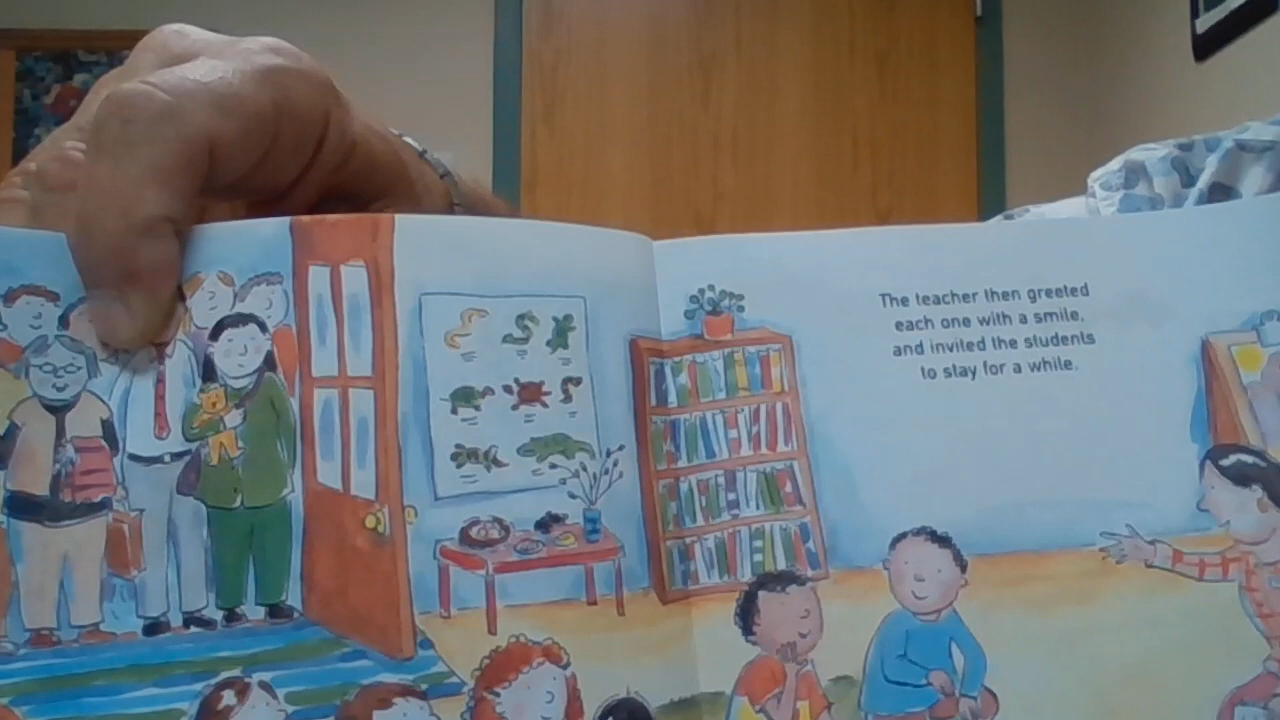 The teacher then greeted
each one with a smile,
and invited the students
to stay for a while.